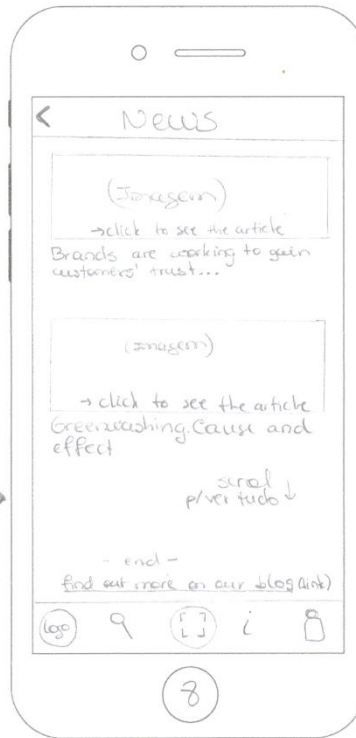 News
(Imagem)
→click to see the article
Brands are working to gain
customers' trust...
(Imagem)
→ click to see the article
Greenwashing. Cause and
effect
scroll
p/ver tudo ↓
- end -
find out more on our blog (link)
Logo i
8